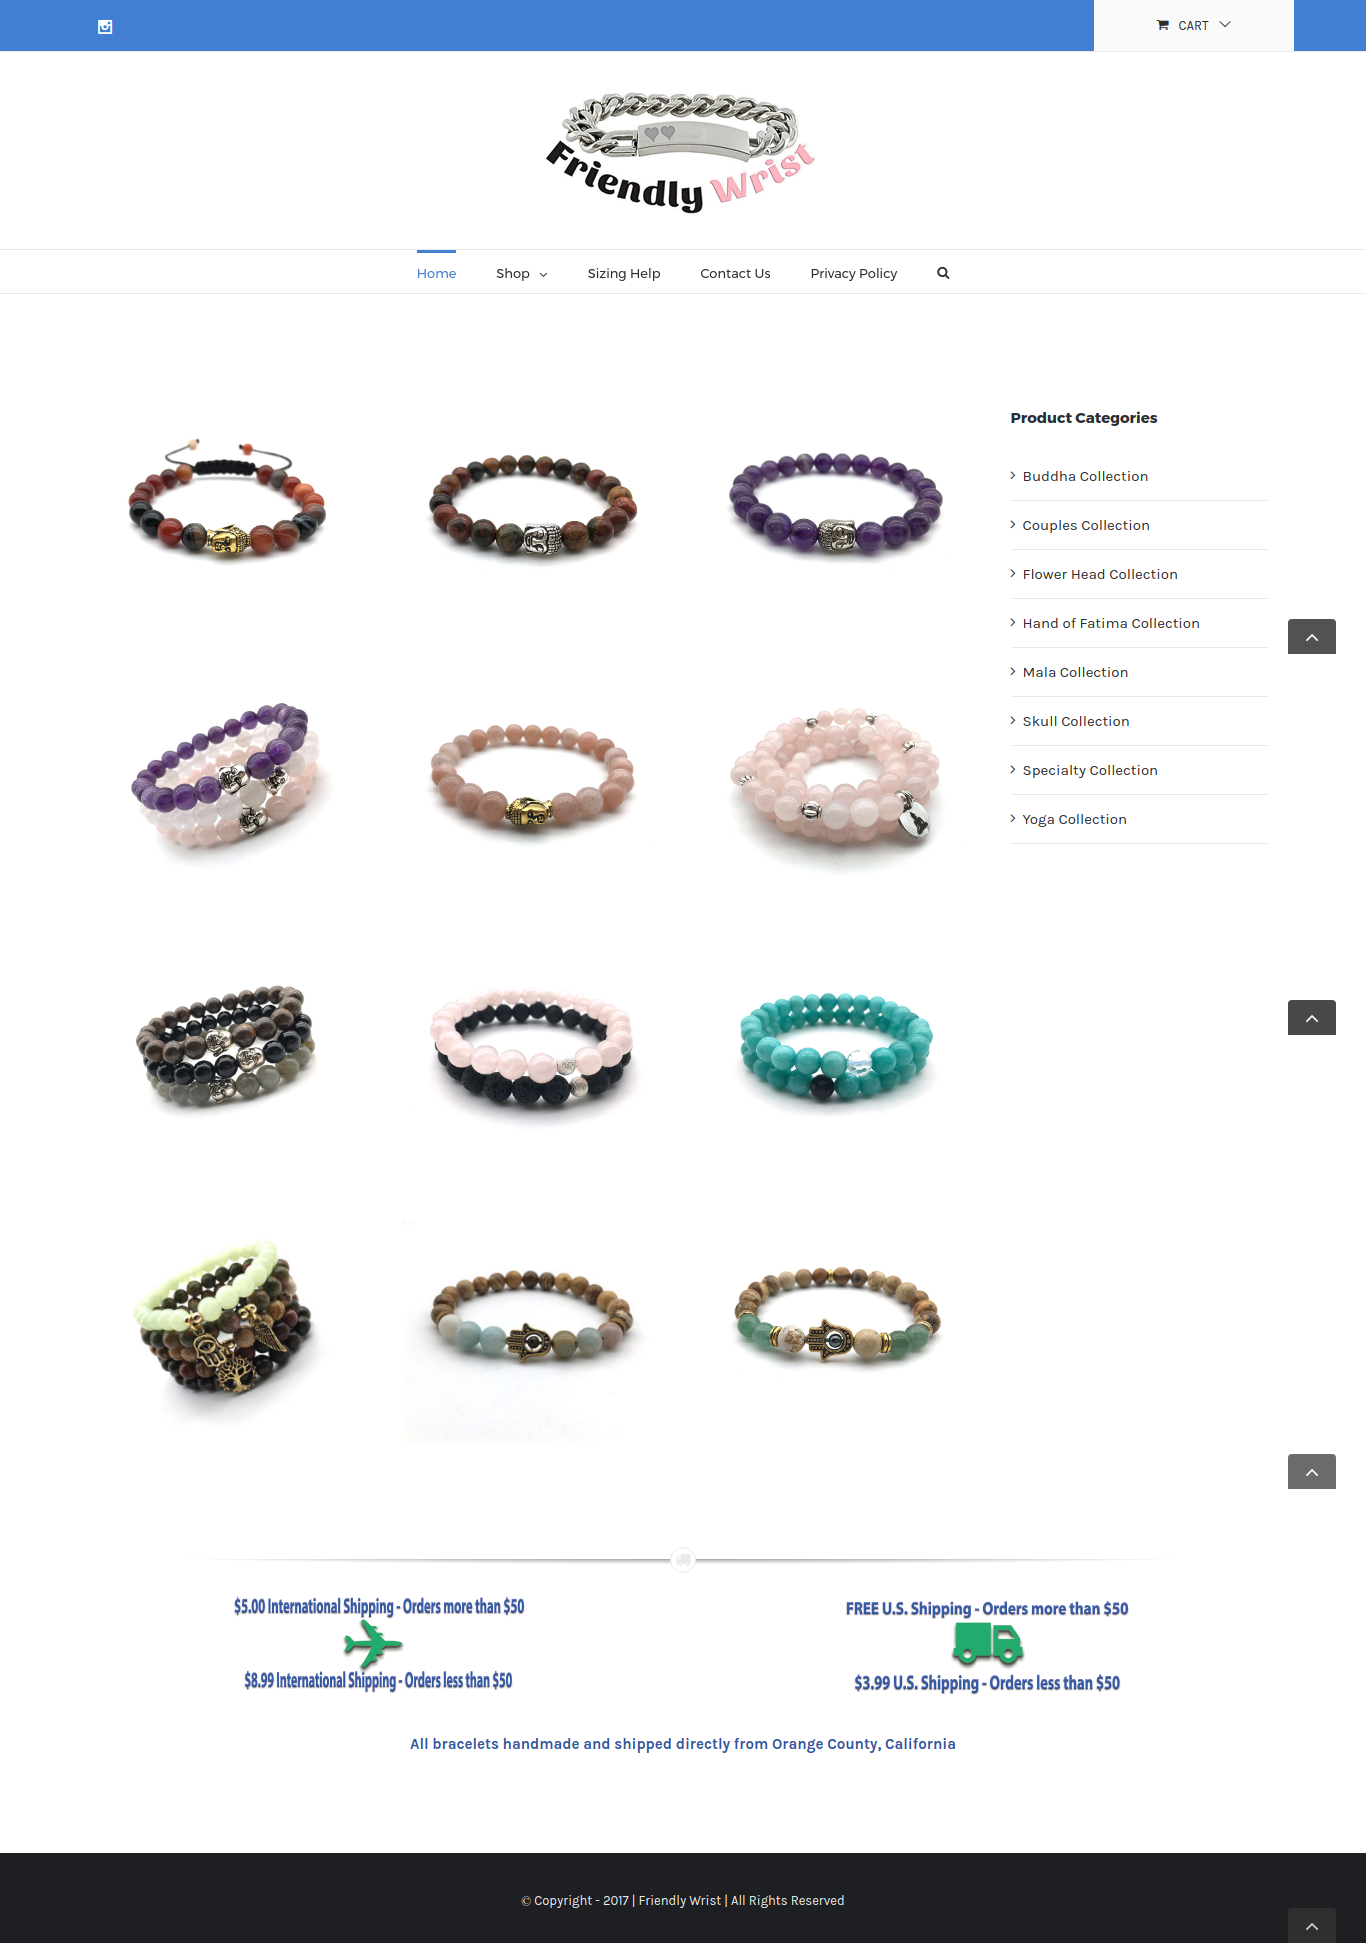 CART
Friendly Wrist
Home
Shop
Sizing Help
Contact Us
Privacy Policy
Product Categories
Buddha Collection
Couples Collection
Flower Head Collection
Hand of Fatima Collection
Mala Collection
Skull Collection
Specialty Collection
Yoga Collection
$5.00 International Shipping - Orders more than $50
$8.99 International Shipping - Orders less than $50
FREE U.S. Shipping - Orders more than $50
$3.99 U.S. Shipping - Orders less than $50
All bracelets handmade and shipped directly from Orange County, California
© Copyright - 2017 | Friendly Wrist | All Rights Reserved